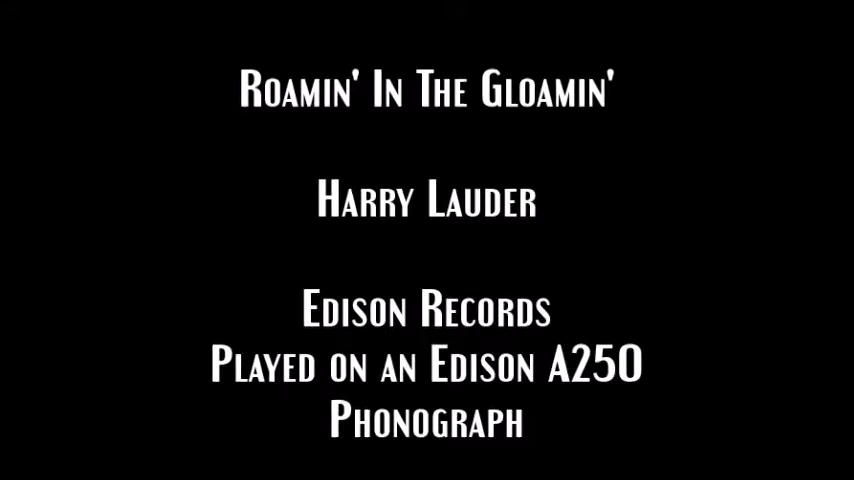 Roamin' In The Gloamin'
Harry Lauder
Edison Records
Played on an Edison A250
Phonograph